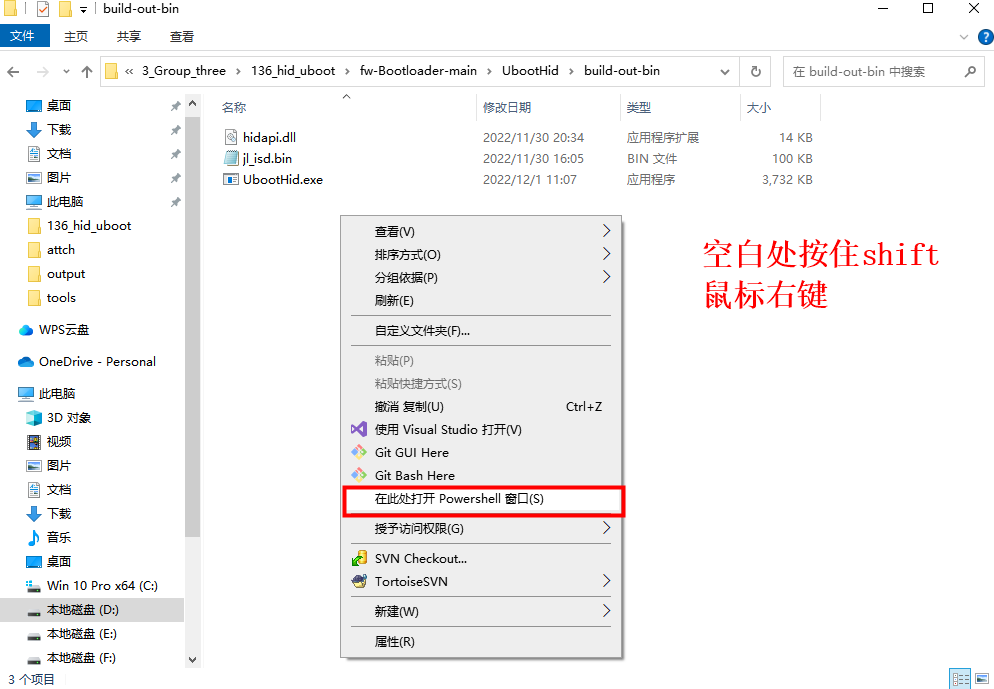 build-out-bin
文件 主页 共享 查看
« 3_Group_three › 136_hid_uboot › fw-Bootloader-main › UbootHid › build-out-bin
在 build-out-bin 中搜索
桌面
下载
文档
图片
此电脑
136_hid_uboot
attch
output
tools
WPS云盘
OneDrive - Personal
此电脑
3D 对象
视频
图片
文档
下载
音乐
桌面
Win 10 Pro x64 (C:)
本地磁盘 (D:)
本地磁盘 (E:)
本地磁盘 (F:)
名称 修改日期 类型 大小
hidapi.dll 2022/11/30 20:34 应用程序扩展 14 KB
jl_isd.bin 2022/11/30 16:05 BIN 文件 100 KB
UbootHid.exe 2022/12/1 11:07 应用程序 3,732 KB
查看(V)
排序方式(O)
分组依据(P)
刷新(E)
自定义文件夹(F)...
粘贴(P)
粘贴快捷方式(S)
撤消 复制(U) Ctrl+Z
使用 Visual Studio 打开(V)
Git GUI Here
Git Bash Here
在此处打开 Powershell 窗口(S)
授予访问权限(G)
SVN Checkout...
TortoiseSVN
新建(W)
属性(R)
空白处按住shift
鼠标右键
3 个项目